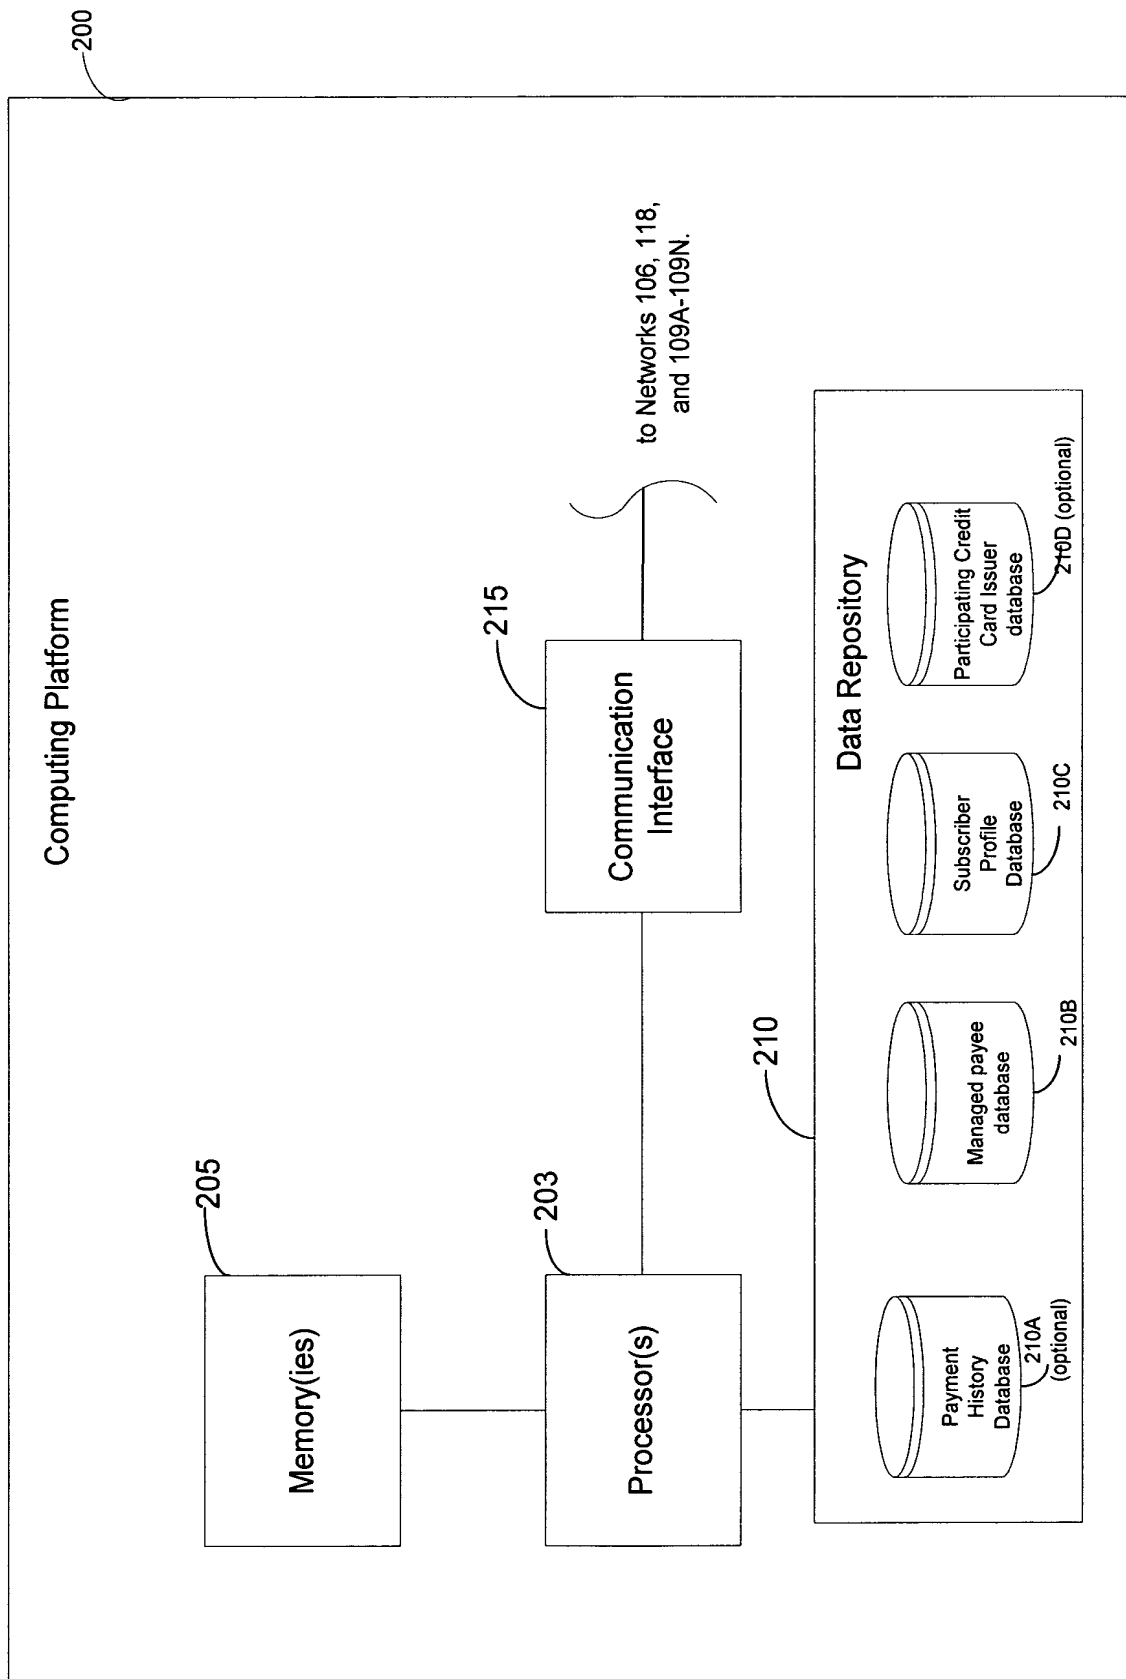 Computing Platform
200
205
Memory(ies)
203
Processor(s)
215
Communication
Interface
to Networks 106, 118,
and 109A-109N.
210
Data Repository
Payment
History
Database
210A
(optional)
Managed payee
database
210B
Subscriber
Profile
Database
210C
Participating Credit
Card Issuer
database
210D (optional)